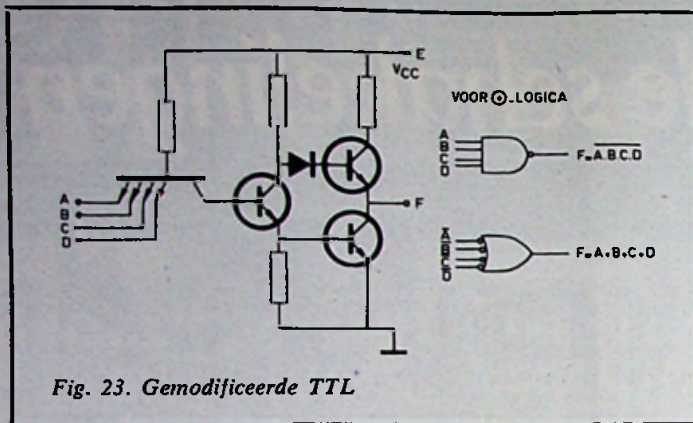 E
VCC
A
B
C
D
F
VOOR ⊕-LOGICA
A
B
C
D
F=A̅.̅B̅.̅C̅.̅D̅
A̅
B̅
C̅
D̅
F=A+B+C+D
Fig. 23. Gemodificeerde TTL